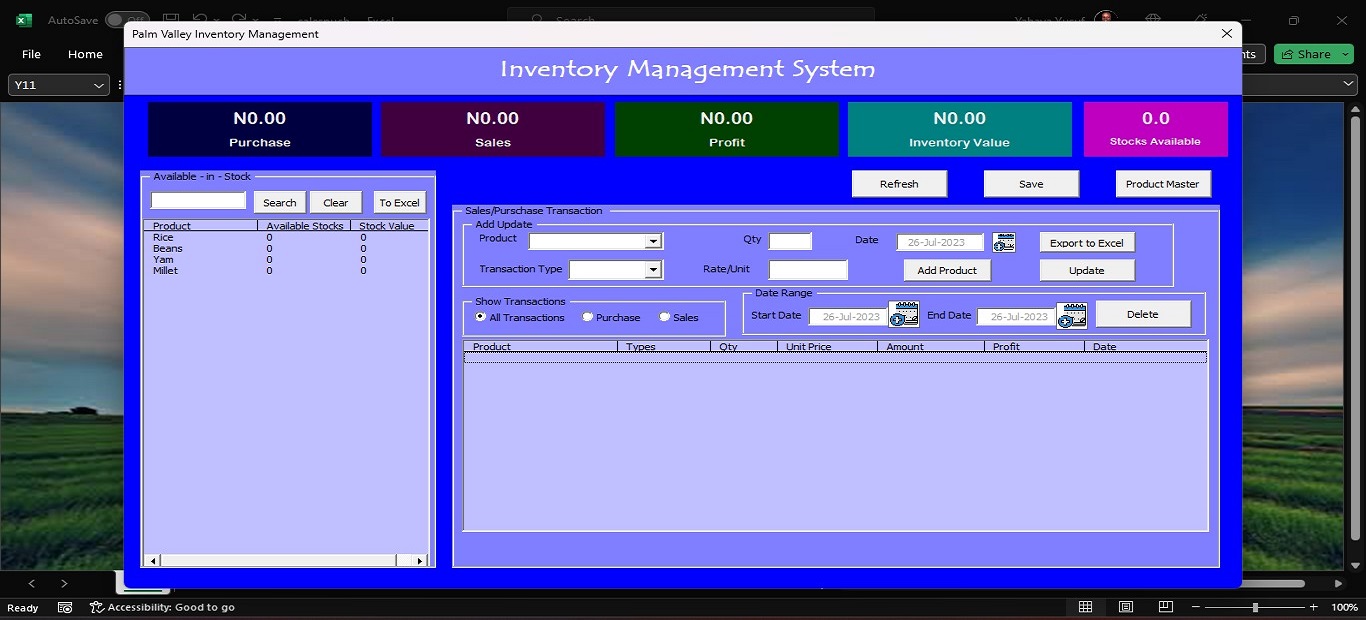 AutoSave Off Search
Palm Valley Inventory Management
File Home Share
Y11
Inventory Management System
N0.00 N0.00 N0.00 N0.00 0.0
Purchase Sales Profit Inventory Value Stocks Available
Refresh Save Product Master
Available - in - Stock
Search Clear To Excel
Product Available Stocks Stock Value
Rice 0 0
Beans 0 0
Yam 0 0
Millet 0 0
Sales/Purschase Transaction
Add Update
Product Qty Date 26-Jul-2023 Export to Excel
Transaction Type Rate/Unit Add Product Update
Show Transactions
All Transactions Purchase Sales
Date Range
Start Date 26-Jul-2023 End Date 26-Jul-2023 Delete
Product Types Qty Unit Price Amount Profit Date
Ready Accessibility: Good to go 100%